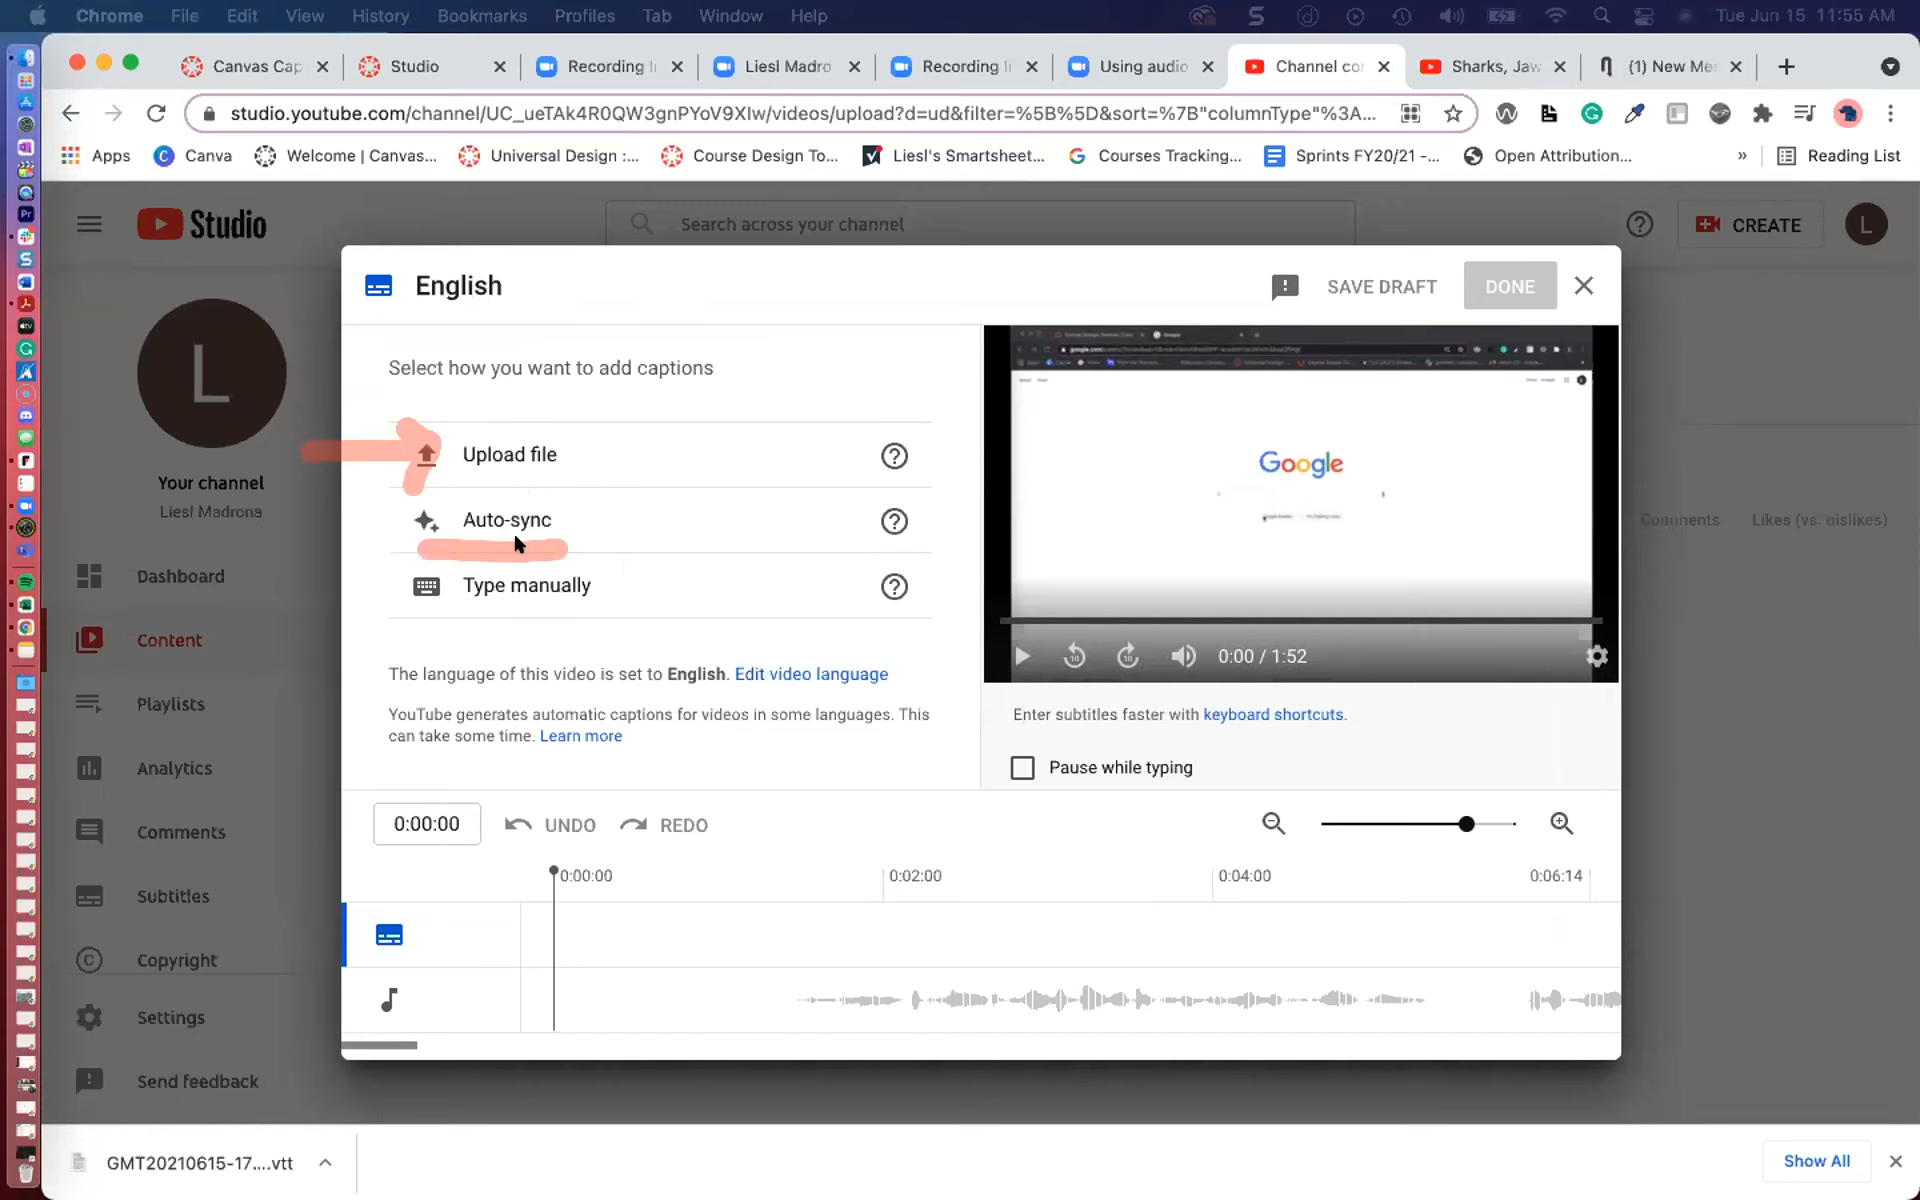 Chrome File Edit View History Bookmarks Profiles Tab Window Help Tue Jun 15 11:55 AM
Canvas Cap Studio Recording I Liesl Madro Recording I Using audio Channel co Sharks, Jaw (1) New Me
studio.youtube.com/channel/UC_ueTAk4R0QW3gnPYoV9XIw/videos/upload?d=ud&filter=%5B%5D&sort=%7B"columnType"%3A...
Apps Canva Welcome | Canvas... Universal Design :... Course Design To... Liesl's Smartsheet... Courses Tracking,... Sprints FY20/21 -... Open Attribution... » Reading List
Studio Search across your channel CREATE L
English SAVE DRAFT DONE
L
Your channel
Liesl Madrona
Dashboard
Content
Playlists
Analytics
Comments
Subtitles
Copyright
Settings
Send feedback
Select how you want to add captions
Upload file
Auto-sync
Type manually
The language of this video is set to English. Edit video language
YouTube generates automatic captions for videos in some languages. This
can take some time. Learn more
Google
0:00 / 1:52
Enter subtitles faster with keyboard shortcuts.
Pause while typing
Comments Likes (vs. dislikes)
0:00:00 UNDO REDO
0:00:00 0:02:00 0:04:00 0:06:14
GMT20210615-17....vtt Show All